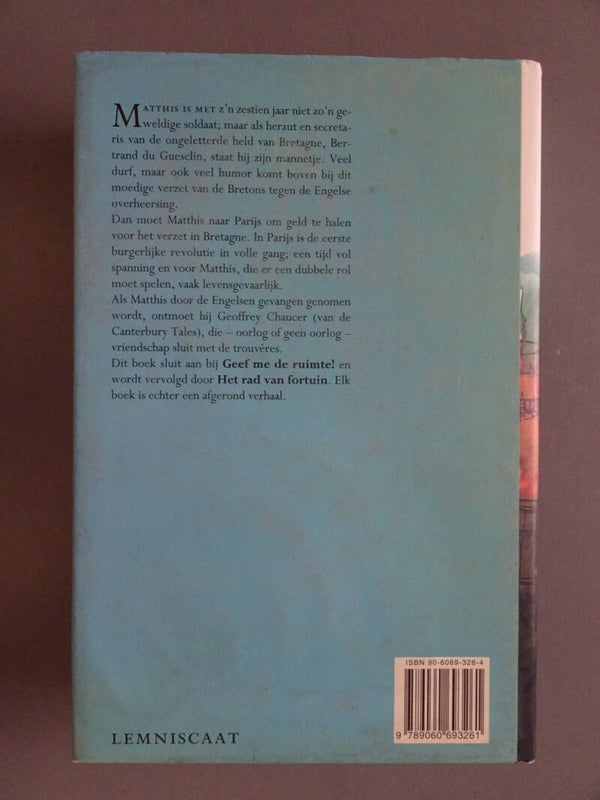 MATTHIS IS MET z'n zestien jaar niet zo'n ge-
weldige soldaat; maar als heraut en secreta-
ris van de ongeletterde held van Bretagne, Ber-
trand du Guesclin, staat hij zijn mannetje. Veel
durf, maar ook veel humor komt boven bij dit
moedige verzet van de Bretons tegen de Engelse
overheersing.
Dan moet Matthis naar Parijs om geld te halen
voor het verzet in Bretagne. In Parijs is de eerste
burgerlijke revolutie in volle gang; een tijd vol
spanning en voor Matthis, die er een dubbele rol
moet spelen, vaak levensgevaarlijk.
Als Matthis door de Engelsen gevangen genomen
wordt, ontmoet hij Geoffrey Chaucer (van de
Canterbury Tales), die – oorlog of geen oorlog –
vriendschap sluit met de trouvéres.
Dit boek sluit aan bij Geef me de ruimte! en
wordt vervolgd door Het rad van fortuin. Elk
boek is echter een afgerond verhaal.
ISBN 90-6069-326-4
9 789060 693261
LEMNISCAAT